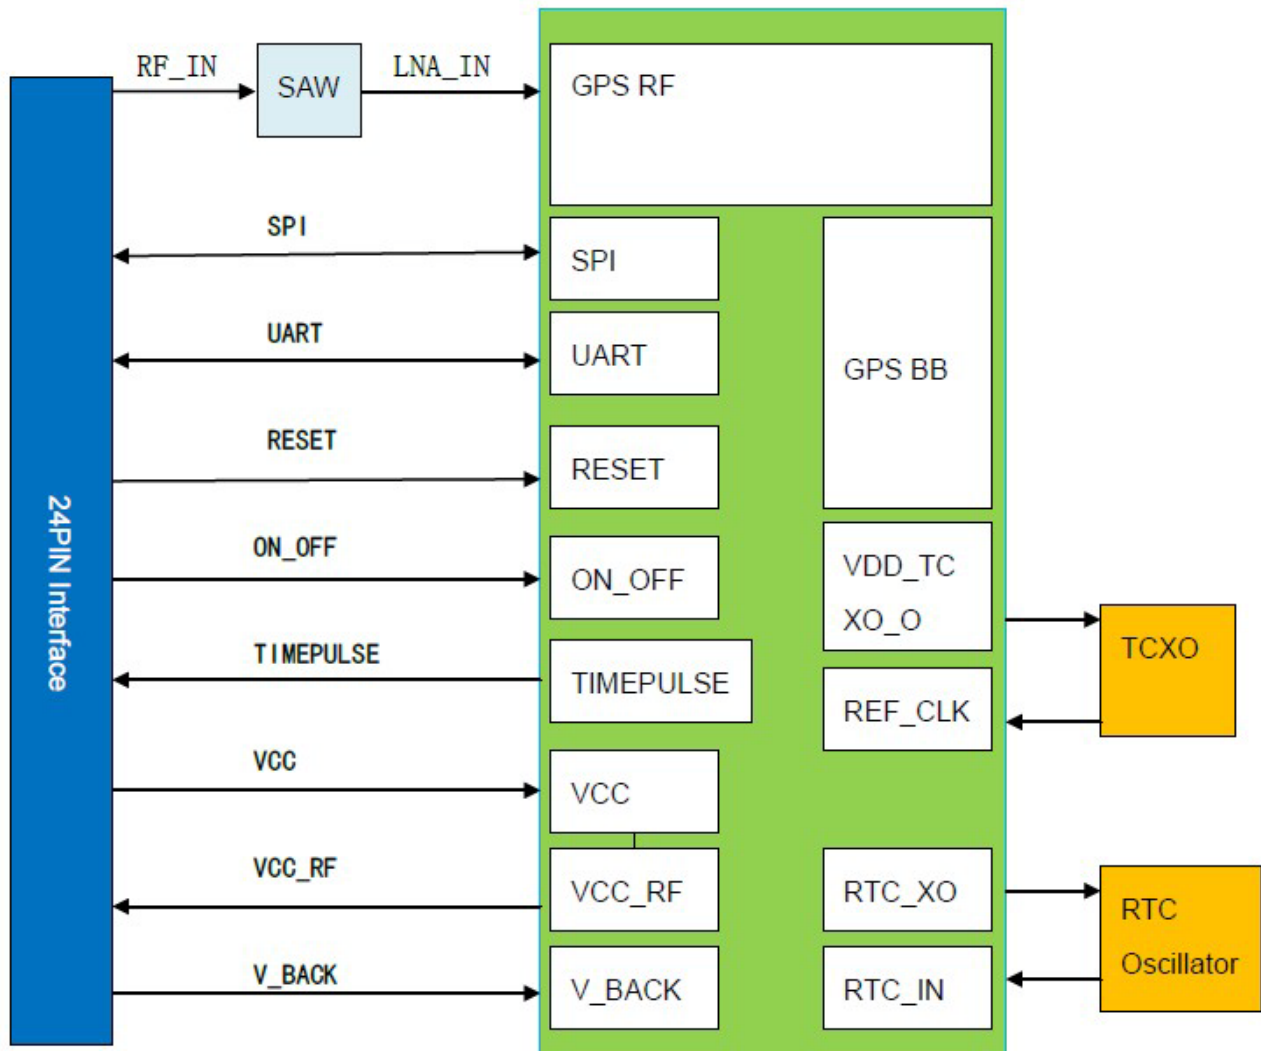 RF_IN
SAW
LNA_IN
GPS RF
SPI
SPI
UART
UART
GPS BB
RESET
RESET
24PIN Interface
ON_OFF
ON_OFF
VDD_TC
XO_O
TCXO
TIMEPULSE
TIMEPULSE
REF_CLK
VCC
VCC
VCC_RF
VCC_RF
RTC_XO
RTC
Oscillator
V_BACK
V_BACK
RTC_IN